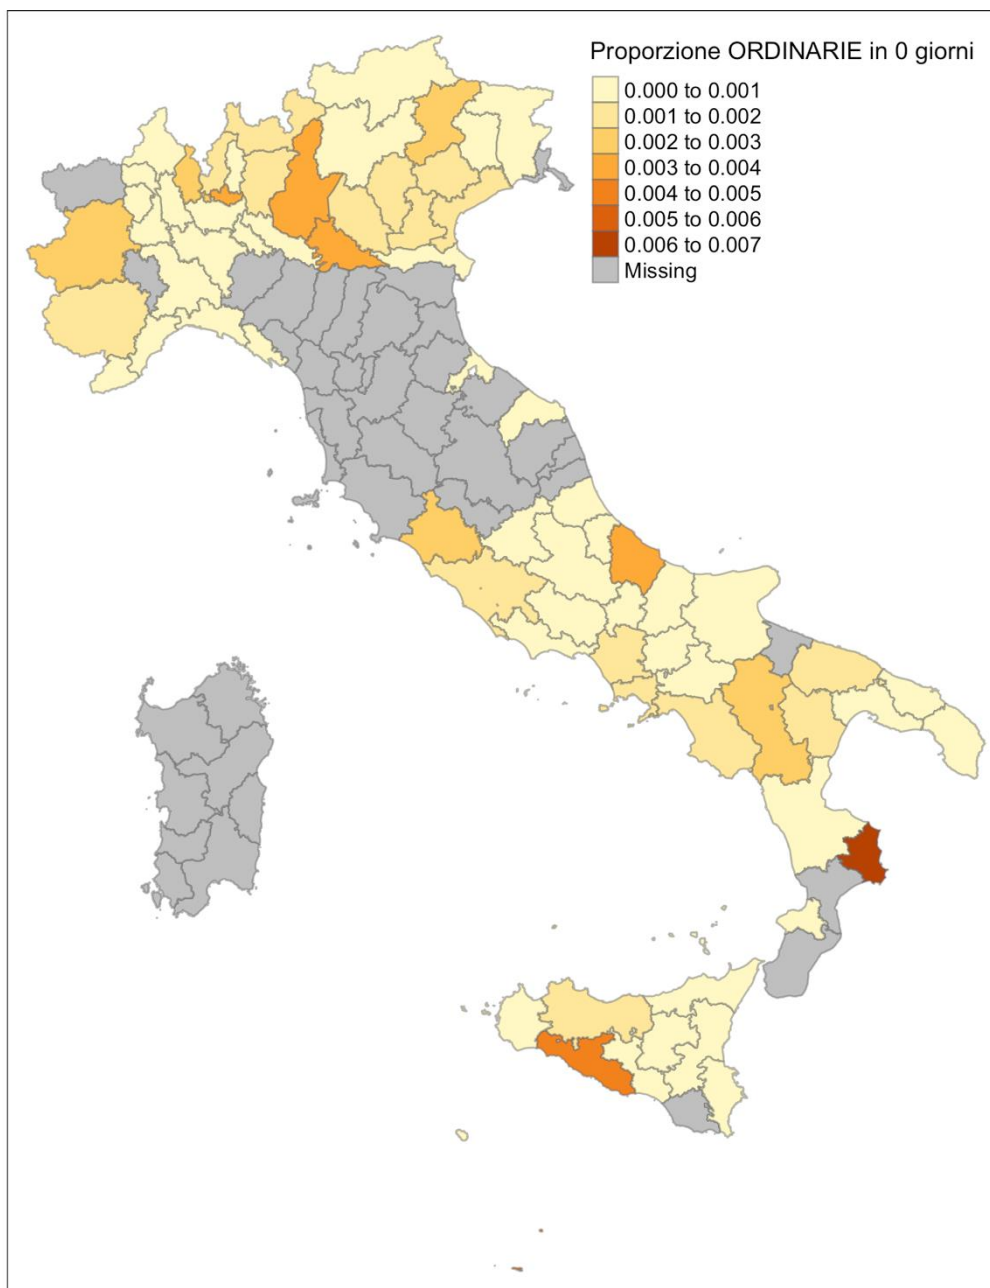 Proporzione ORDINARIE in 0 giorni
0.000 to 0.001
0.001 to 0.002
0.002 to 0.003
0.003 to 0.004
0.004 to 0.005
0.005 to 0.006
0.006 to 0.007
Missing